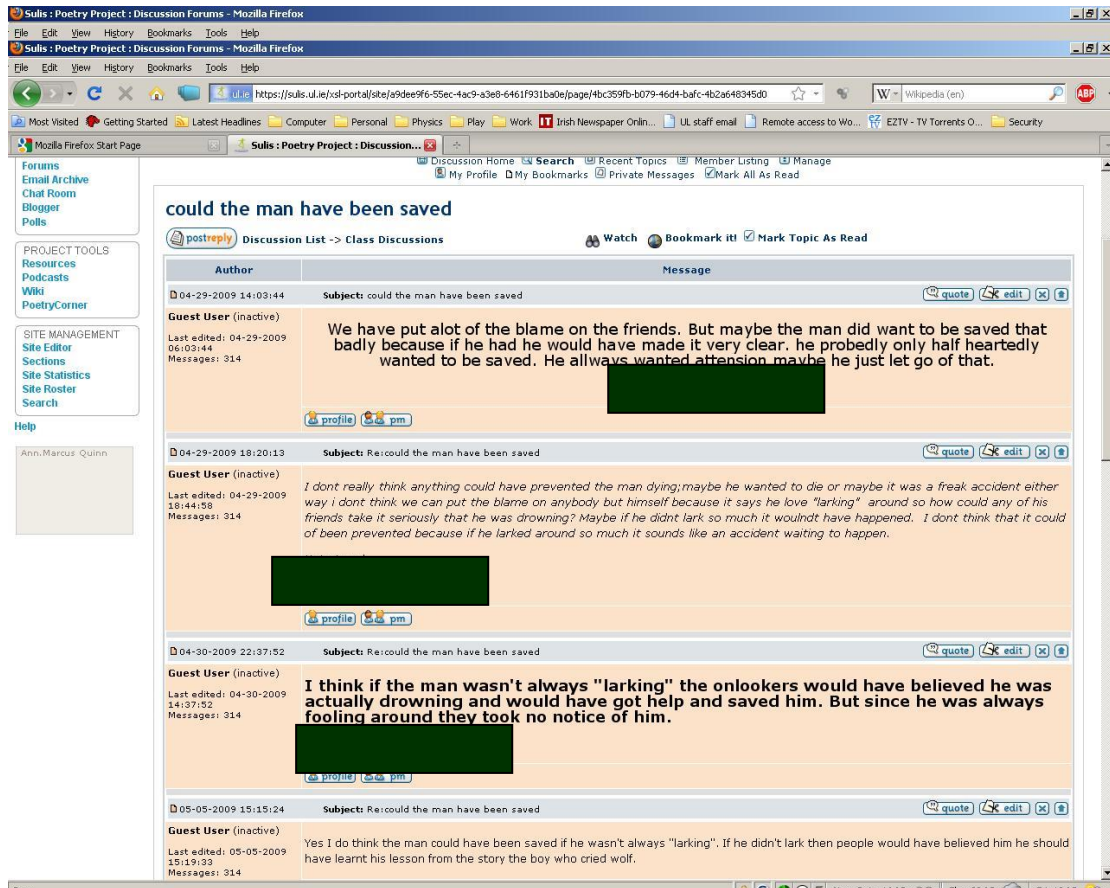 Sulis : Poetry Project : Discussion Forums - Mozilla Firefox
File Edit View History Bookmarks Tools Help
Sulis : Poetry Project : Discussion Forums - Mozilla Firefox
File Edit View History Bookmarks Tools Help
ul.ie https://sulis.ul.ie/xsl-portal/site/a9dee9f6-55ec-4ac9-a3e8-6461f931ba0e/page/4bc359fb-b079-46d4-bafc-4b2a648345d0 W Wikipedia (en) ABP
Most Visited Getting Started Latest Headlines Computer Personal Physics Play Work IT Irish Newspaper Onlin... UL staff email Remote access to Wo... EZTV - TV Torrents O... Security
Mozilla Firefox Start Page Sulis : Poetry Project : Discussion...
Discussion Home Search Recent Topics Member Listing Manage
My Profile My Bookmarks Private Messages Mark All As Read
Forums
Email Archive
Chat Room
Blogger
Polls
PROJECT TOOLS
Resources
Podcasts
Wiki
PoetryCorner
SITE MANAGEMENT
Site Editor
Sections
Site Statistics
Site Roster
Search
Help
Ann.Marcus Quinn
could the man have been saved
postreply Discussion List -> Class Discussions Watch Bookmark it! Mark Topic As Read
Author Message
04-29-2009 14:03:44 Subject: could the man have been saved quote edit
Guest User (inactive)
Last edited: 04-29-2009
06:03:44
Messages: 314
We have put alot of the blame on the friends. But maybe the man did want to be saved that
badly because if he had he would have made it very clear. he probedly only half heartedly
wanted to be saved. He allways wanted attension maybe he just let go of that.
profile pm
04-29-2009 18:20:13 Subject: Re:could the man have been saved quote edit
Guest User (inactive)
Last edited: 04-29-2009
18:44:58
Messages: 314
I dont really think anything could have prevented the man dying;maybe he wanted to die or maybe it was a freak accident either
way i dont think we can put the blame on anybody but himself because it says he love "larking" around so how could any of his
friends take it seriously that he was drowning? Maybe if he didnt lark so much it woulndt have happened. I dont think that it could
of been prevented because if he larked around so much it sounds like an accident waiting to happen.
profile pm
04-30-2009 22:37:52 Subject: Re:could the man have been saved quote edit
Guest User (inactive)
Last edited: 04-30-2009
14:37:52
Messages: 314
I think if the man wasn't always "larking" the onlookers would have believed he was
actually drowning and would have got help and saved him. But since he was always
fooling around they took no notice of him.
profile pm
05-05-2009 15:15:24 Subject: Re:could the man have been saved quote edit
Guest User (inactive)
Last edited: 05-05-2009
15:19:33
Messages: 314
Yes I do think the man could have been saved if he wasn't always "larking". If he didn't lark then people would have believed him he should
have learnt his lesson from the story the boy who cried wolf.